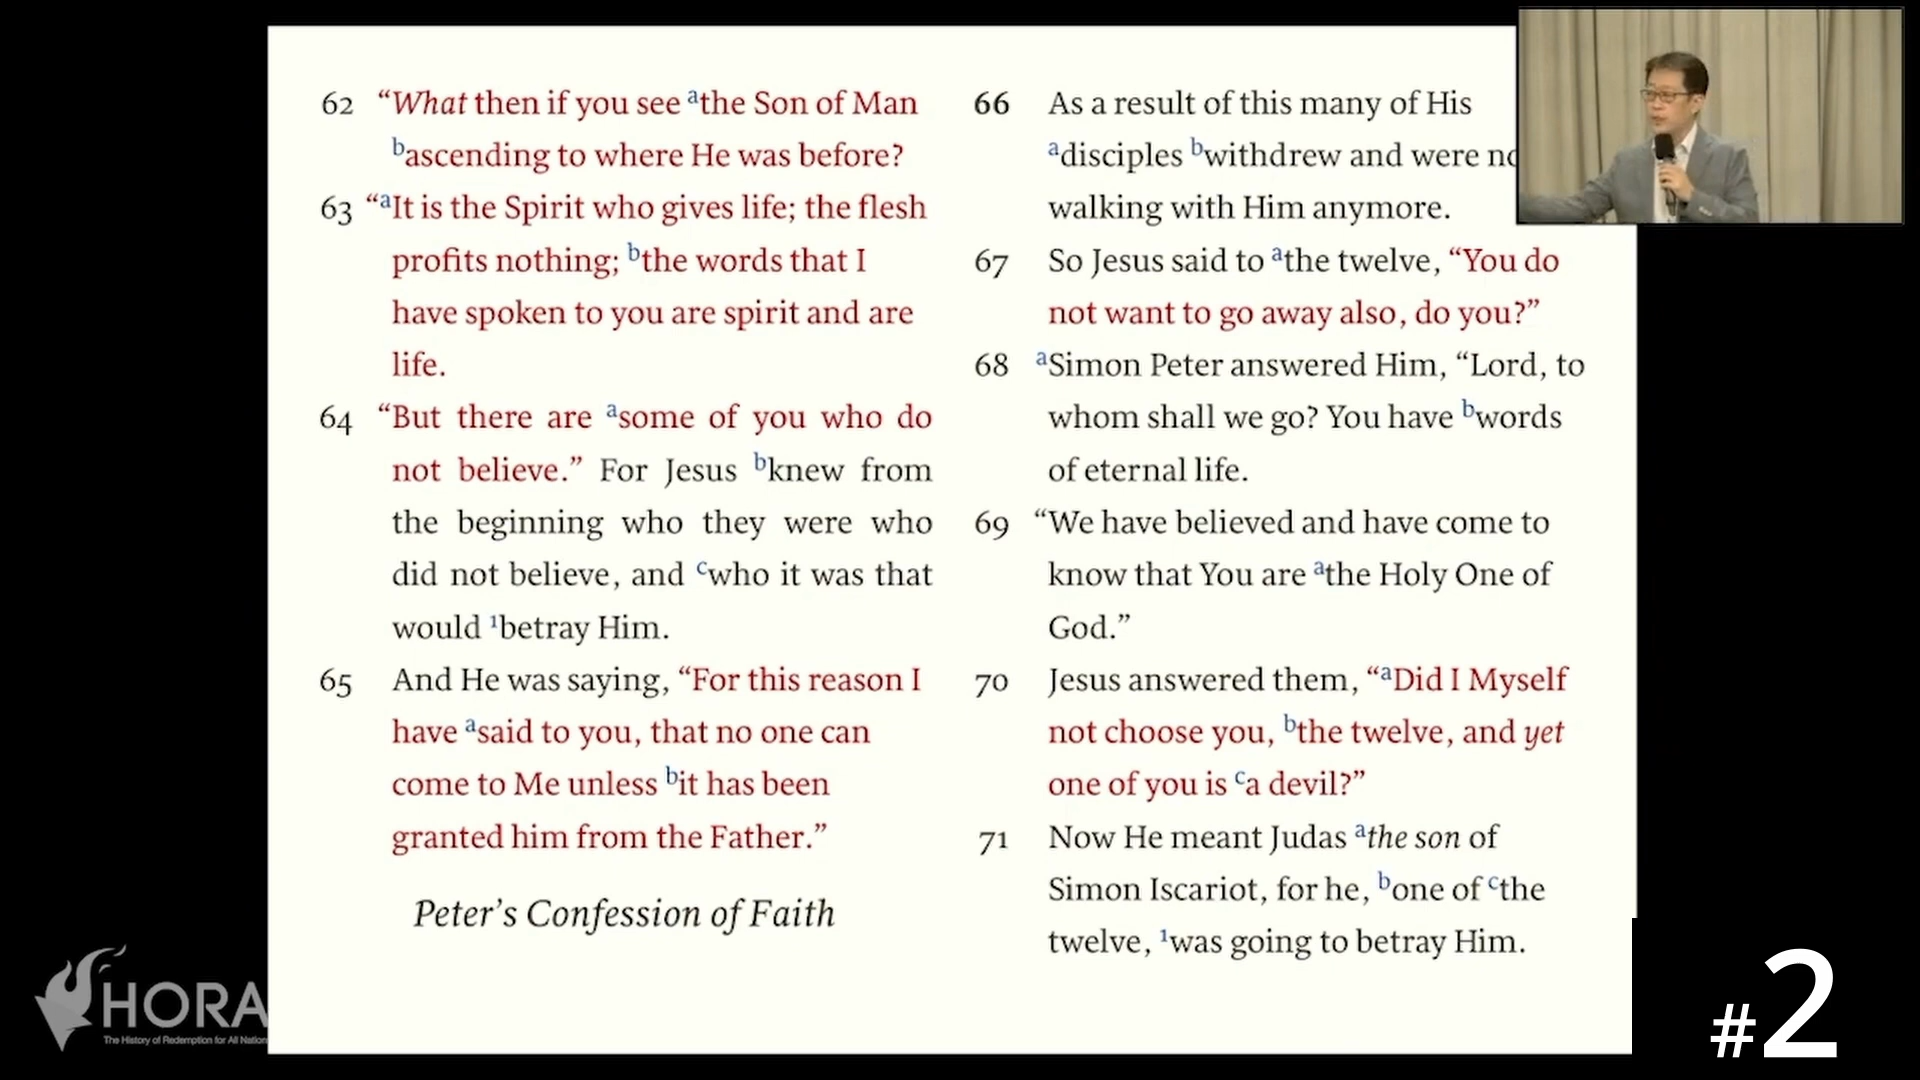 62 “What then if you see ᵃthe Son of Man
ᵇascending to where He was before?
63 “ᵃIt is the Spirit who gives life; the flesh
profits nothing; ᵇthe words that I
have spoken to you are spirit and are
life.
64 “But there are ᵃsome of you who do
not believe.” For Jesus ᵇknew from
the beginning who they were who
did not believe, and ᶜwho it was that
would ¹betray Him.
65 And He was saying, “For this reason I
have ᵃsaid to you, that no one can
come to Me unless ᵇit has been
granted him from the Father.”
Peter’s Confession of Faith
66 As a result of this many of His
ᵃdisciples ᵇwithdrew and were
walking with Him anymore.
67 So Jesus said to ᵃthe twelve, “You do
not want to go away also, do you?”
68 ᵃSimon Peter answered Him, “Lord, to
whom shall we go? You have ᵇwords
of eternal life.
69 “We have believed and have come to
know that You are ᵃthe Holy One of
God.”
70 Jesus answered them, “ᵃDid I Myself
not choose you, ᵇthe twelve, and yet
one of you is ᶜa devil?”
71 Now He meant Judas ᵃthe son of
Simon Iscariot, for he, ᵇone of ᶜthe
twelve, ¹was going to betray Him.
HORA
The History of Redemption for All Nation
#2